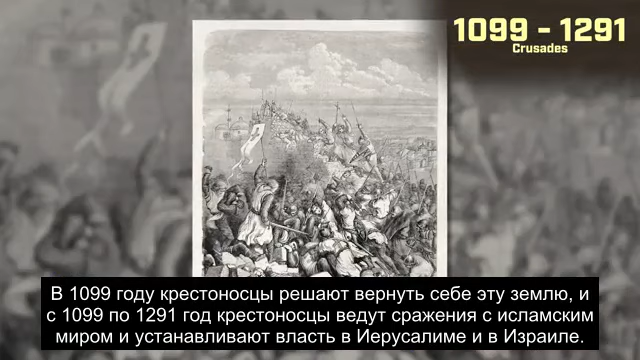 1099 - 1291
Crusades
В 1099 году крестоносцы решают вернуть себе эту землю, и
с 1099 по 1291 год крестоносцы ведут сражения с исламским
миром и устанавливают власть в Иерусалиме и в Израиле.